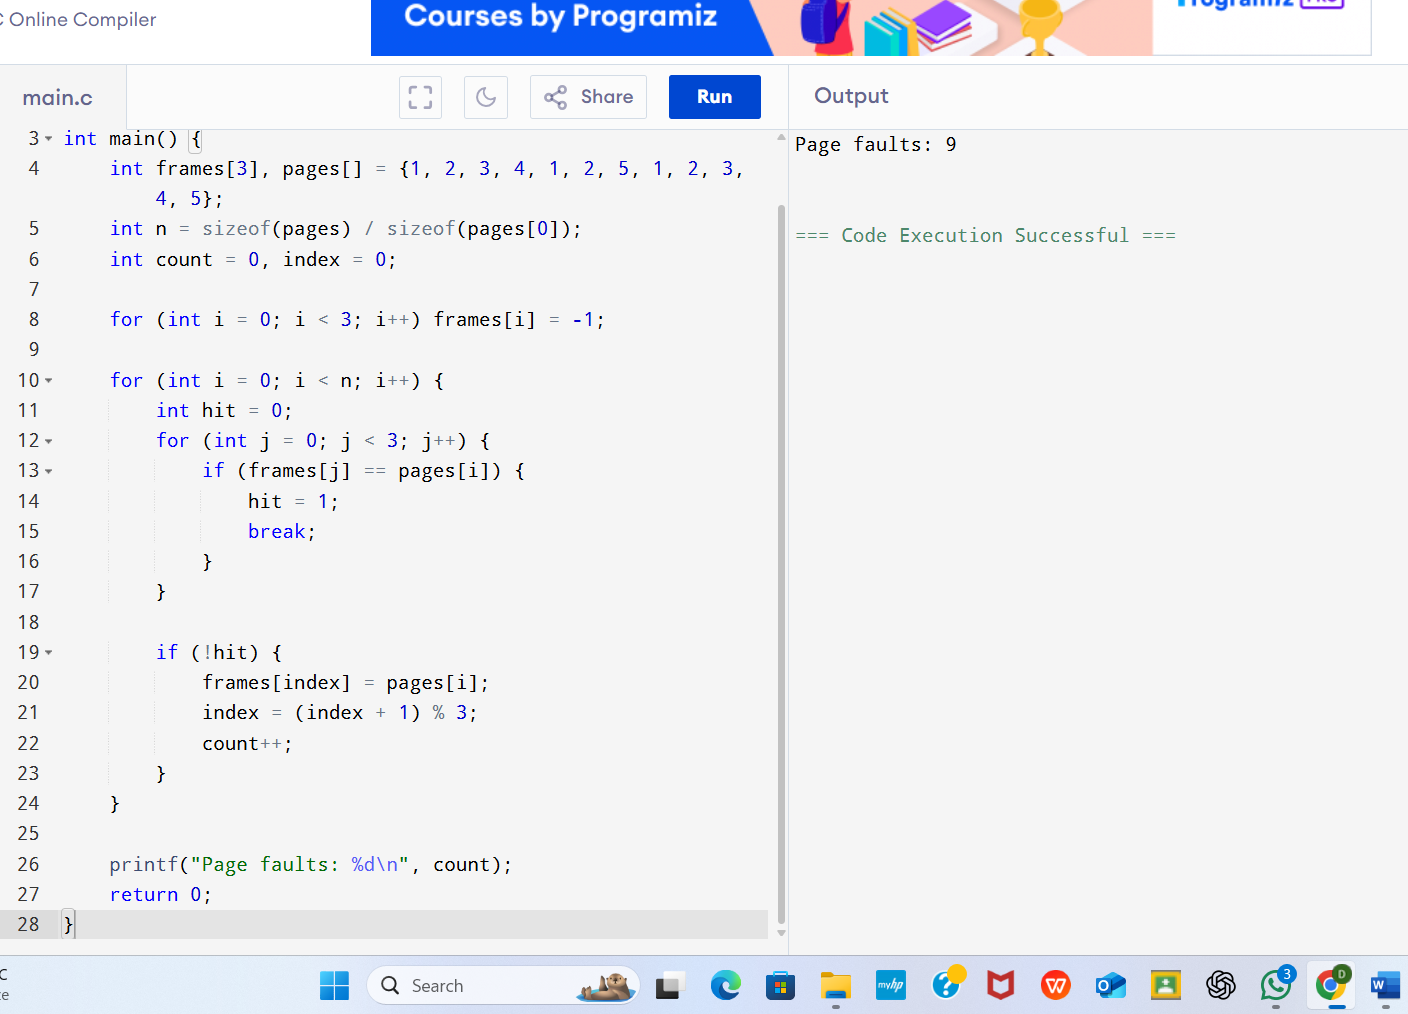 C Online Compiler
Courses by Programiz
Programiz PRO
main.c
Share
Run
Output
3 int main() {
4 int frames[3], pages[] = {1, 2, 3, 4, 1, 2, 5, 1, 2, 3,
4, 5};
5 int n = sizeof(pages) / sizeof(pages[0]);
6 int count = 0, index = 0;
7
8 for (int i = 0; i < 3; i++) frames[i] = -1;
9
10 for (int i = 0; i < n; i++) {
11 int hit = 0;
12 for (int j = 0; j < 3; j++) {
13 if (frames[j] == pages[i]) {
14 hit = 1;
15 break;
16 }
17 }
18
19 if (!hit) {
20 frames[index] = pages[i];
21 index = (index + 1) % 3;
22 count++;
23 }
24 }
25
26 printf("Page faults: %d\n", count);
27 return 0;
28 }
Page faults: 9
=== Code Execution Successful ===
C
Search
myhp
3
D
W